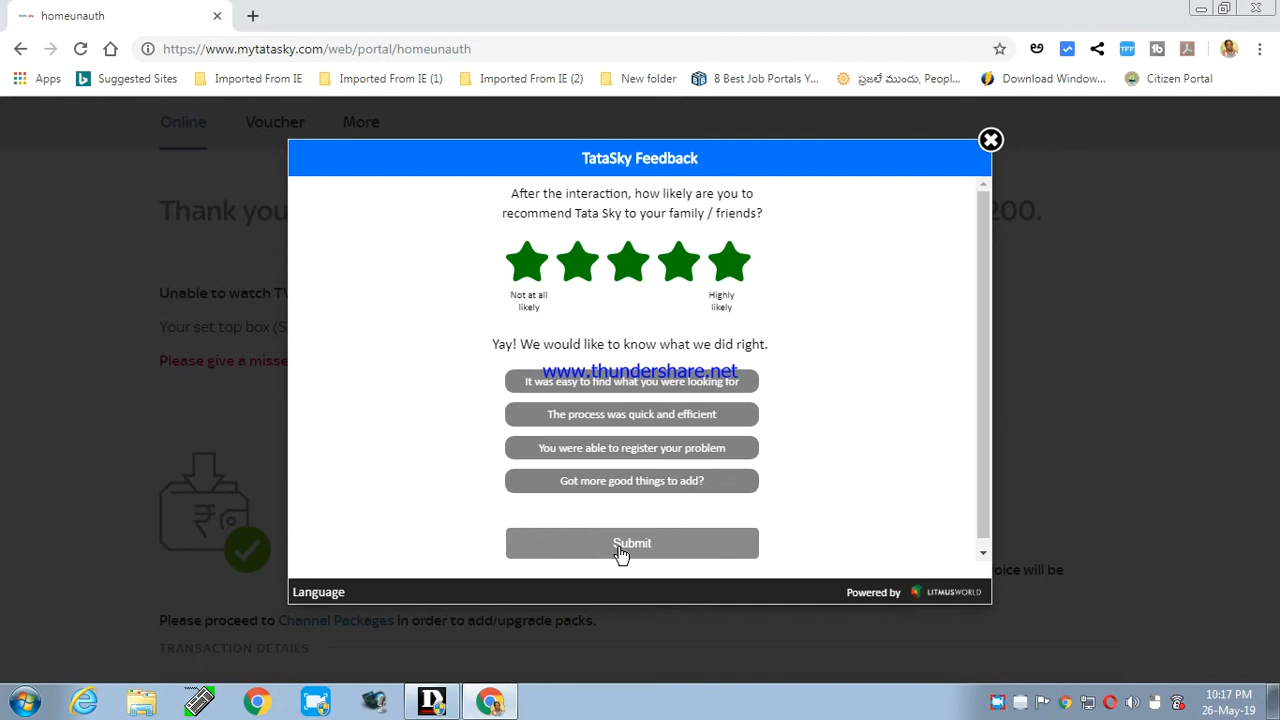 homeunauth
https://www.mytatasky.com/web/portal/homeunauth
Apps Suggested Sites Imported From IE Imported From IE (1) Imported From IE (2) New folder 8 Best Job Portals Y... ప్రజలే ముందు, Peopl... Download Window... Citizen Portal
Online Voucher More
TataSky Feedback
Thank you 200.
After the interaction, how likely are you to
recommend Tata Sky to your family / friends?
Not at all
likely
Highly
likely
Unable to watch TV
Your set top box (S
Please give a misse
Yay! We would like to know what we did right.
www.thundershare.net
It was easy to find what you were looking for
The process was quick and efficient
You were able to register your problem
Got more good things to add?
Submit
oice will be
Language Powered by LITMUSWORLD
Please proceed to Channel Packages in order to add/upgrade packs.
TRANSACTION DETAILS
10:17 PM
26-May-19